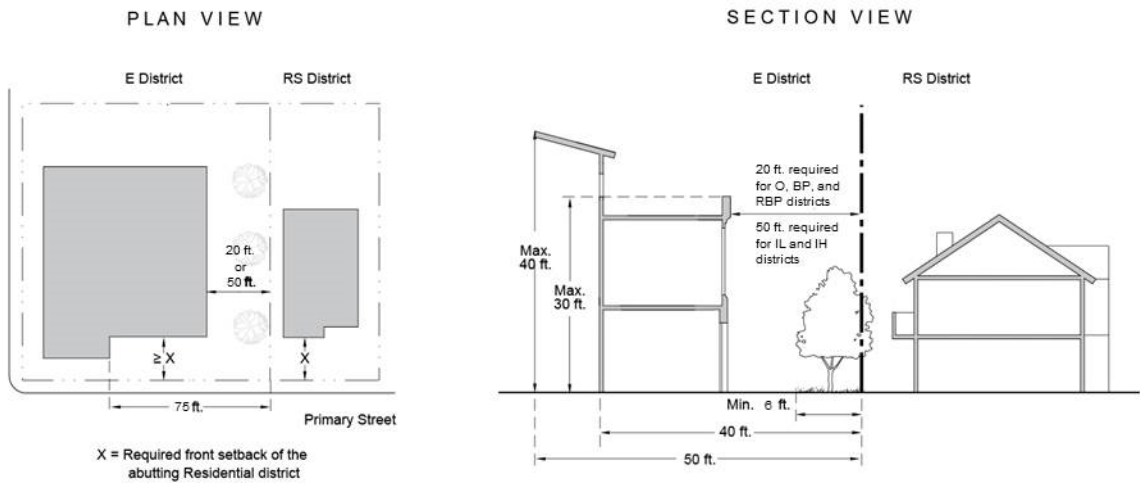 PLAN VIEW
E District
RS District
20 ft.
or
50 ft.
≥ X
X
75 ft.
Primary Street
X = Required front setback of the
abutting Residential district
SECTION VIEW
E District
RS District
20 ft. required
for O, BP, and
RBP districts
50 ft. required
for IL and IH
districts
Max.
40 ft.
Max.
30 ft.
Min. 6 ft.
40 ft.
50 ft.